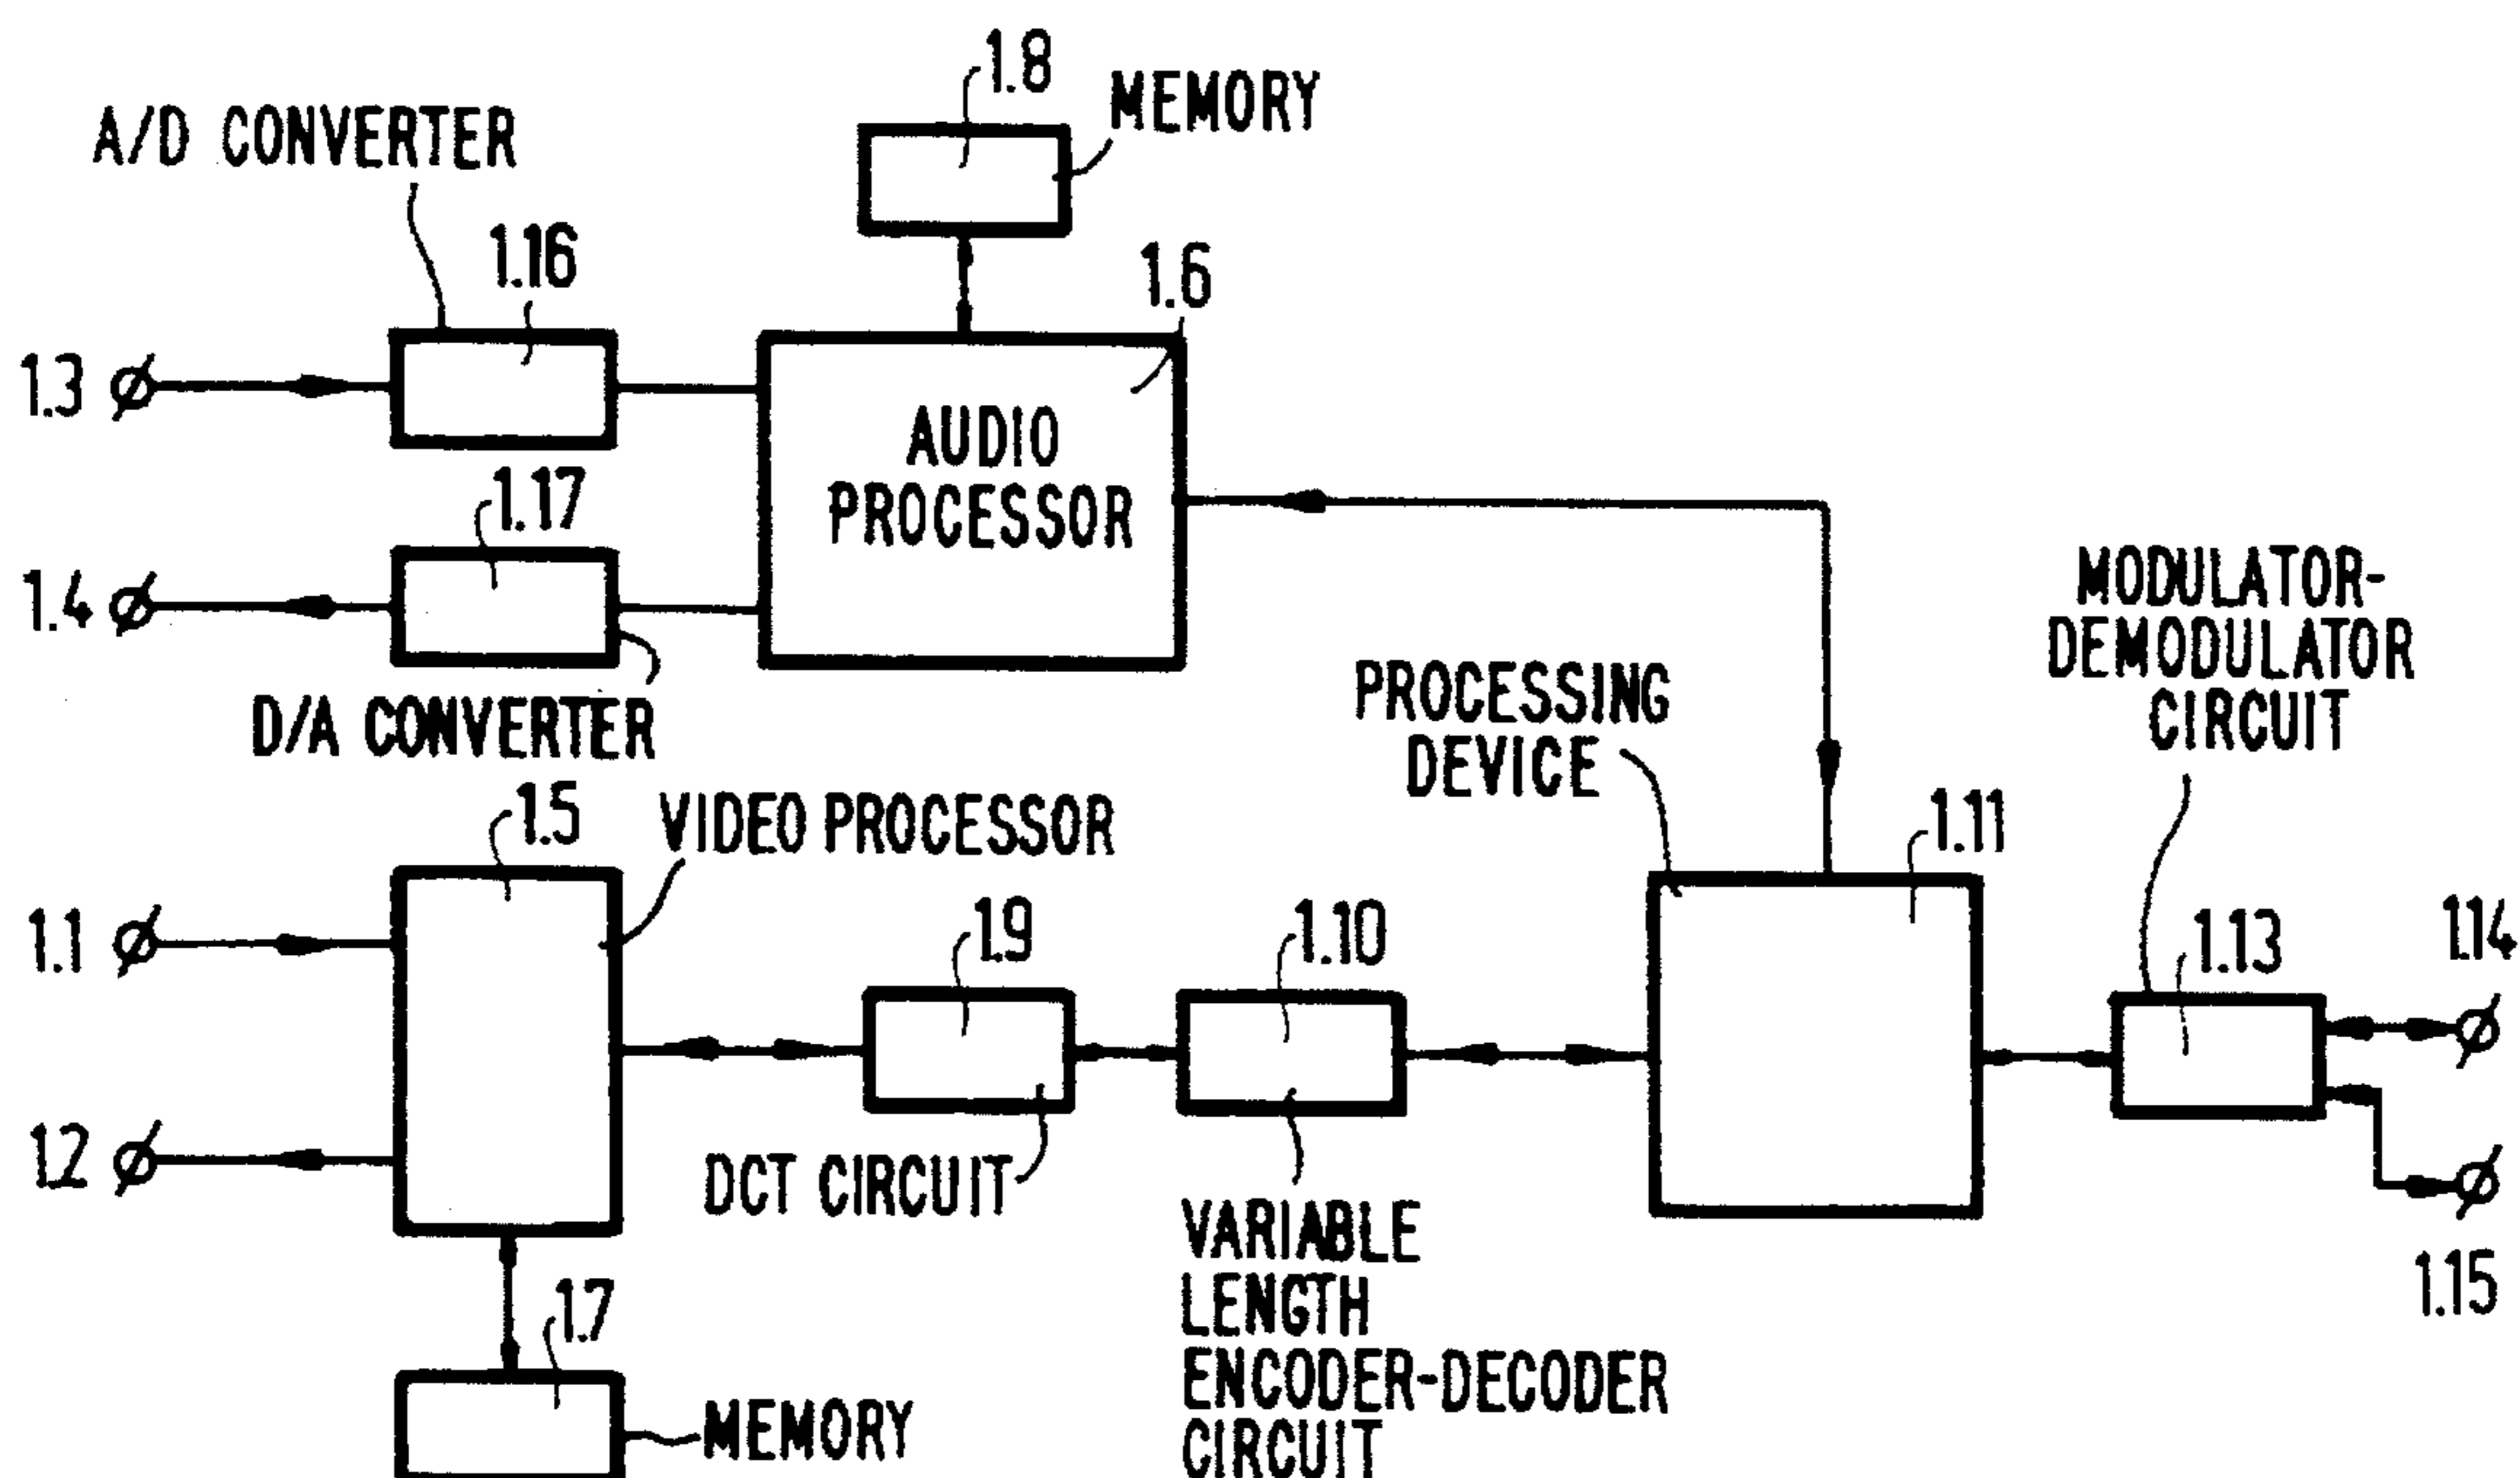 1.8
MEMORY
A/D CONVERTER
1.16
1.6
1.3
AUDIO
PROCESSOR
1.17
1.4
D/A CONVERTER
MODULATOR-
DEMODULATOR
CIRCUIT
PROCESSING
DEVICE
1.5
VIDEO PROCESSOR
1.11
1.1
1.9
1.10
1.13
1.14
1.2
DCT CIRCUIT
VARIABLE
LENGTH
ENCODER-DECODER
CIRCUIT
1.15
1.7
MEMORY